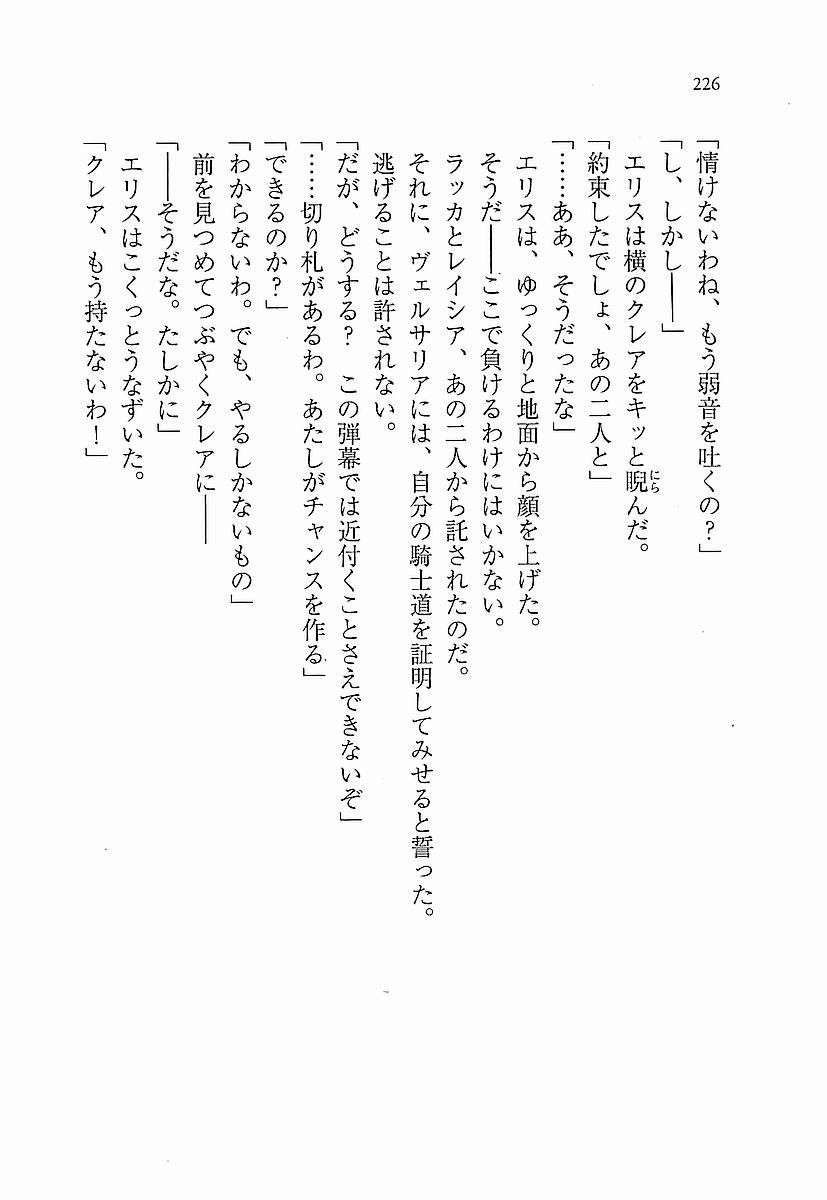 226
「情けないわね、もう弱音を吐くの?」
「し、しかし――」
エリスは横のクレアをキッと睨んだ。
にら
「約束したでしょ、あの二人と」
「……ああ、そうだったな」
エリスは、ゆっくりと地面から顔を上げた。
そうだ――ここで負けるわけにはいかない。
ラッカとレイシア、あの二人から託されたのだ。
それに、ヴェルサリアには、自分の騎士道を証明してみせると誓った。
逃げることは許されない。
「だが、どうする? この弾幕では近付くことさえできないぞ」
「……切り札があるわ。あたしがチャンスを作る」
「できるのか?」
「わからないわ。でも、やるしかないもの」
前を見つめてつぶやくクレアに――
「――そうだな。たしかに」
エリスはこくっとうなずいた。
「クレア、もう持たないわ!」